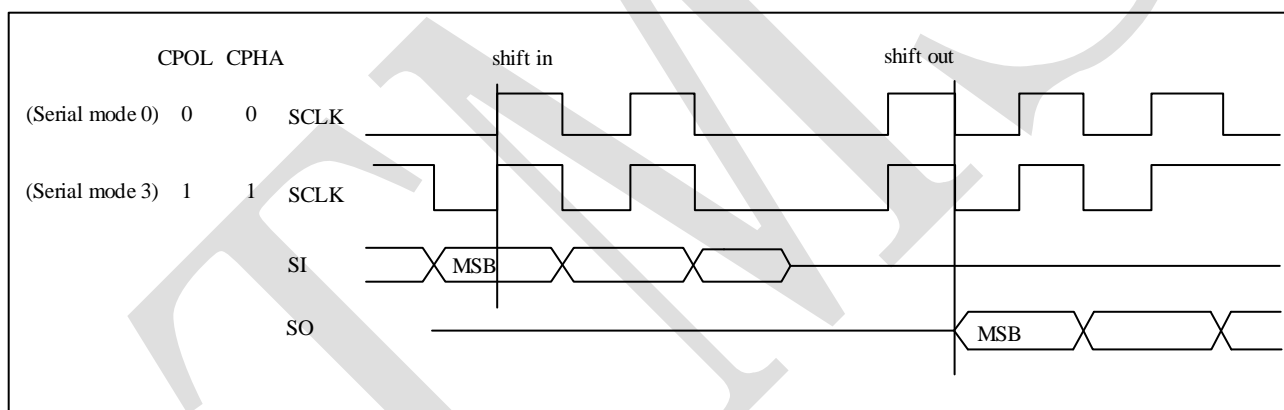 CPOL CPHA shift in shift out
(Serial mode 0) 0 0 SCLK
(Serial mode 3) 1 1 SCLK
SI MSB
SO MSB